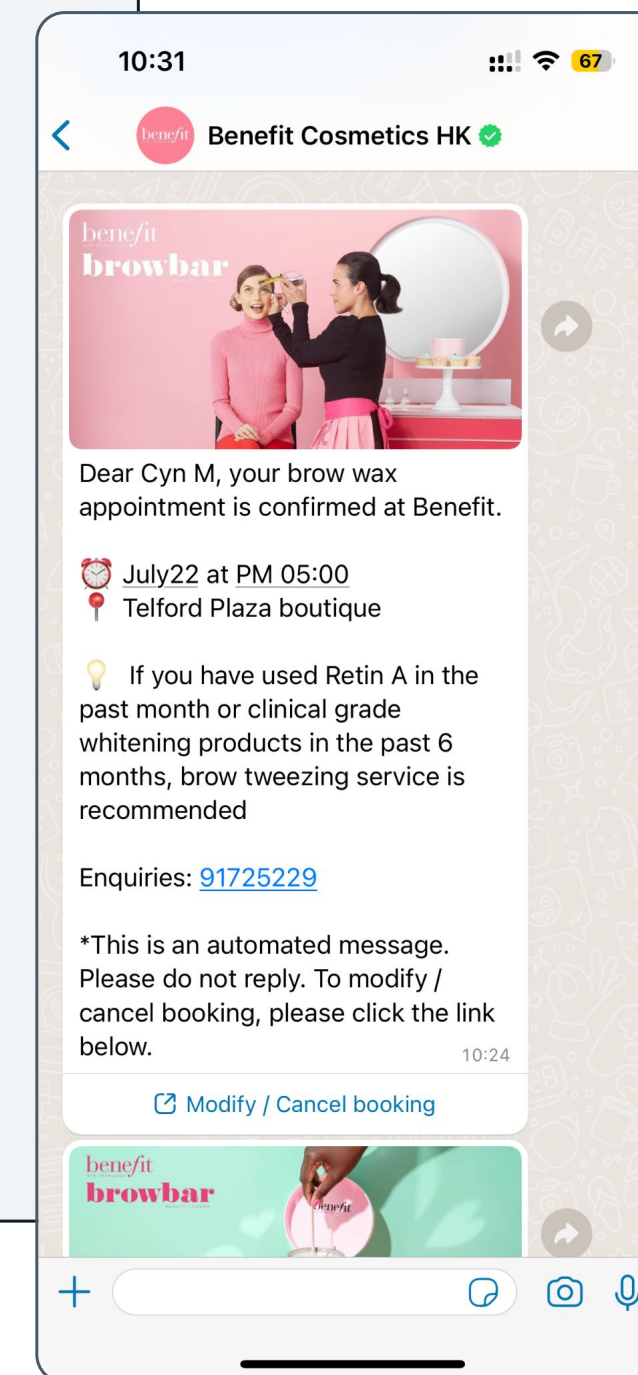 10:31
67
benefit
Benefit Cosmetics HK
benefit
browbar
Dear Cyn M, your brow wax
appointment is confirmed at Benefit.
July22 at PM 05:00
Telford Plaza boutique
If you have used Retin A in the
past month or clinical grade
whitening products in the past 6
months, brow tweezing service is
recommended
Enquiries: 91725229
*This is an automated message.
Please do not reply. To modify /
cancel booking, please click the link
below.
10:24
Modify / Cancel booking
benefit
browbar
BEAUTY LOUNGE
benefit